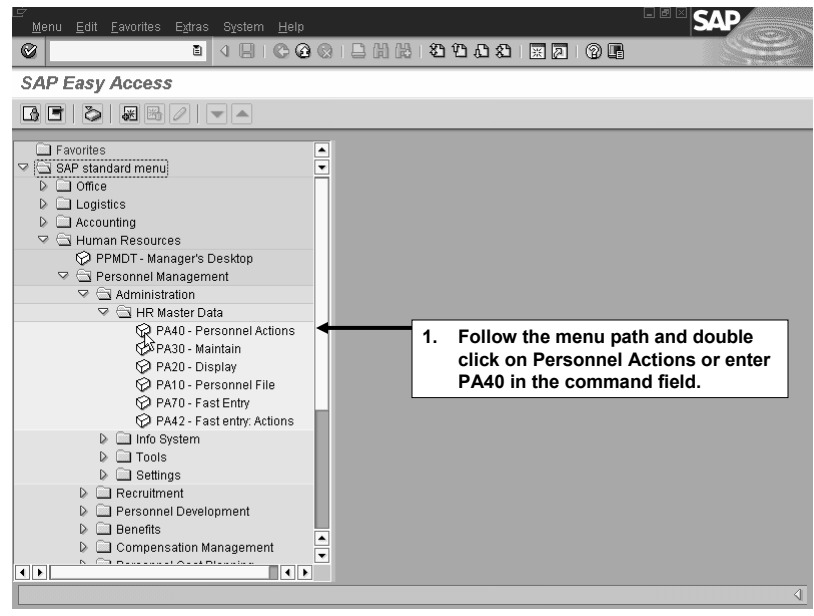 Menu Edit Favorites Extras System Help
SAP
SAP Easy Access
Favorites
SAP standard menu
Office
Logistics
Accounting
Human Resources
PPMDT - Manager's Desktop
Personnel Management
Administration
HR Master Data
PA40 - Personnel Actions
PA30 - Maintain
PA20 - Display
PA10 - Personnel File
PA70 - Fast Entry
PA42 - Fast entry: Actions
Info System
Tools
Settings
Recruitment
Personnel Development
Benefits
Compensation Management
1. Follow the menu path and double
click on Personnel Actions or enter
PA40 in the command field.